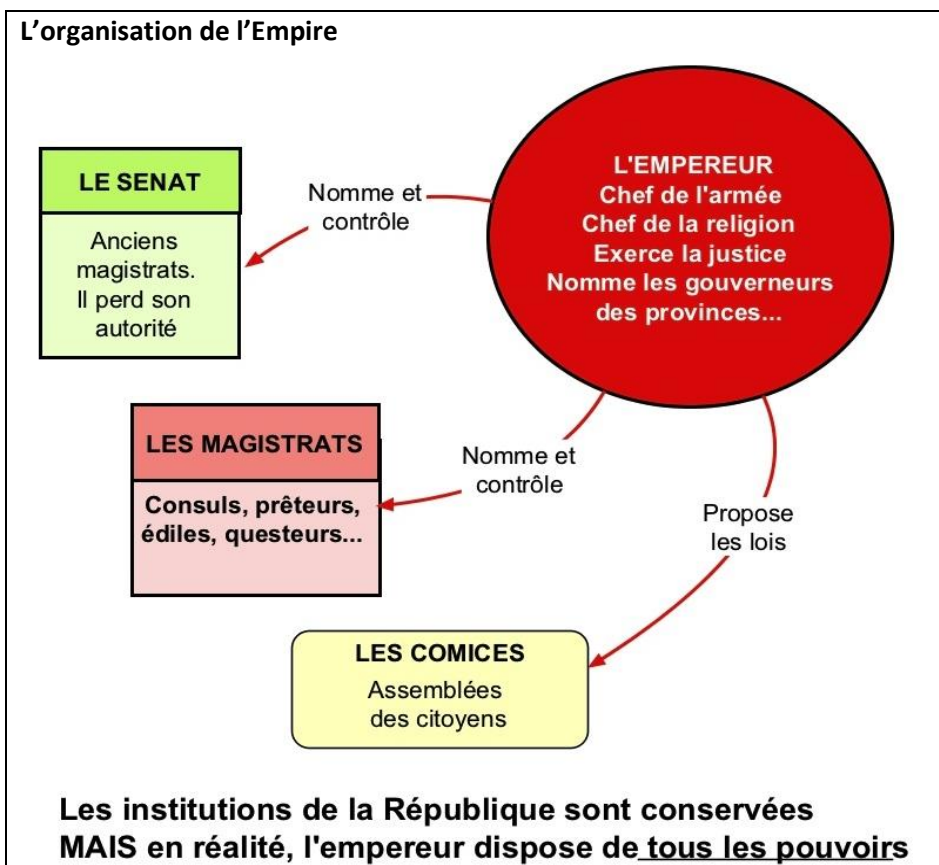 L’organisation de l’Empire
L'EMPEREUR
Chef de l'armée
Chef de la religion
Exerce la justice
Nomme les gouverneurs
des provinces...
Nomme et
contrôle
LE SENAT
Anciens
magistrats.
Il perd son
autorité
Nomme et
contrôle
LES MAGISTRATS
Consuls, prêteurs,
édiles, questeurs...
Propose
les lois
LES COMICES
Assemblées
des citoyens
Les institutions de la République sont conservées
MAIS en réalité, l'empereur dispose de tous les pouvoirs